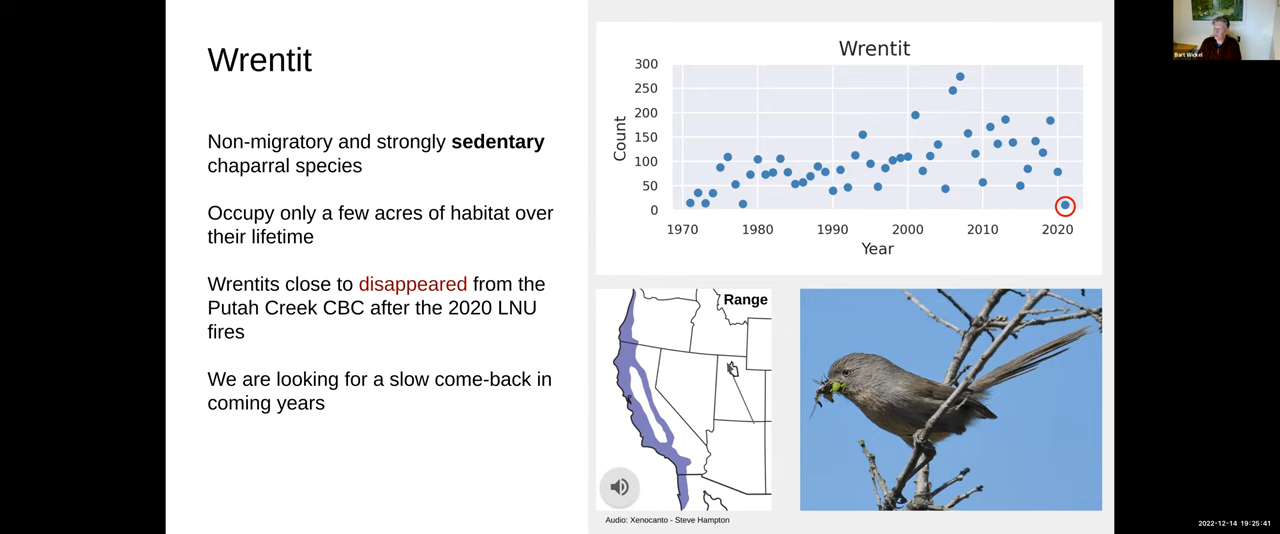 Wrentit
Non-migratory and strongly sedentary
chaparral species
Occupy only a few acres of habitat over
their lifetime
Wrentits close to disappeared from the
Putah Creek CBC after the 2020 LNU
fires
We are looking for a slow come-back in
coming years
Wrentit
Count
300
250
200
150
100
50
0
1970 1980 1990 2000 2010 2020
Year
Range
Audio: Xenocanto - Steve Hampton
Bart Wickel
2022-12-14 19:25:41